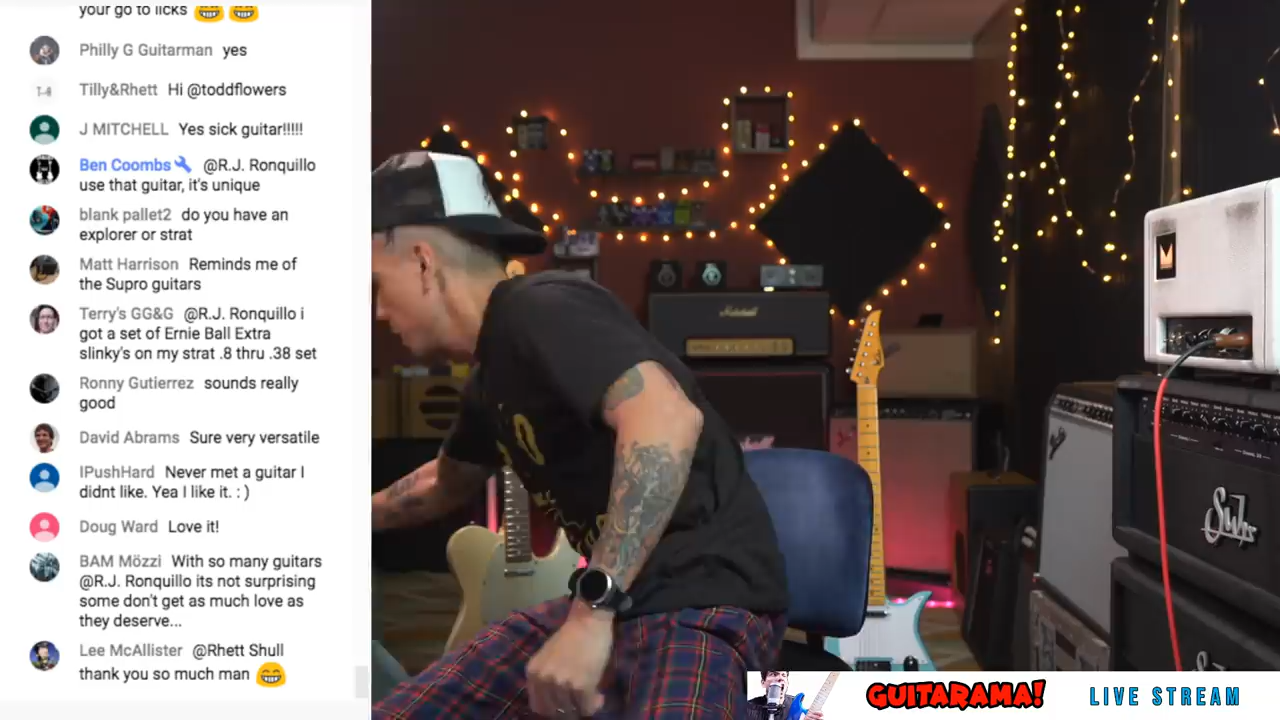 your go to licks
Philly G Guitarman yes
Tilly&Rhett Hi @toddflowers
J MITCHELL Yes sick guitar!!!!!
Ben Coombs @R.J. Ronquillo
use that guitar, it's unique
blank pallet2 do you have an
explorer or strat
Matt Harrison Reminds me of
the Supro guitars
Terry's GG&G @R.J. Ronquillo i
got a set of Ernie Ball Extra
slinky's on my strat .8 thru .38 set
Ronny Gutierrez sounds really
good
David Abrams Sure very versatile
IPushHard Never met a guitar I
didnt like. Yea I like it. : )
Doug Ward Love it!
BAM Mözzi With so many guitars
@R.J. Ronquillo its not surprising
some don't get as much love as
they deserve...
Lee McAllister @Rhett Shull
thank you so much man
T-R
Marshall
Suhr
GUITARAMA!
LIVE STREAM